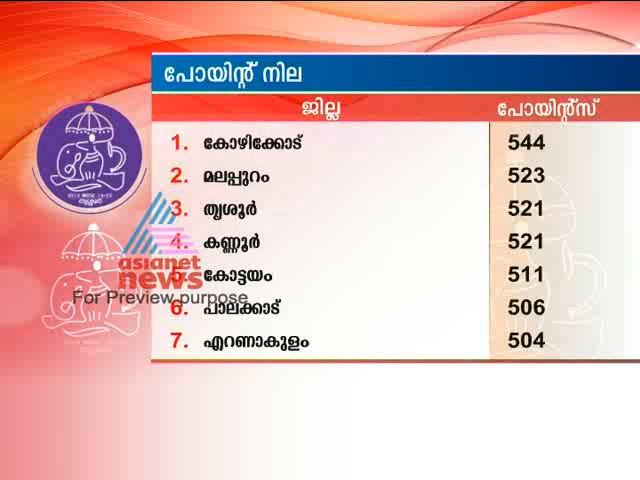 പോയിന്റ് നില
ജില്ല പോയിന്റ്സ്
1. കോഴിക്കോട് 544
2. മലപ്പുറം 523
3. തൃശൂർ 521
4. കണ്ണൂർ 521
5. കോട്ടയം 511
6. പാലക്കാട് 506
7. എറണാകുളം 504
asianet
news
For Preview purpose